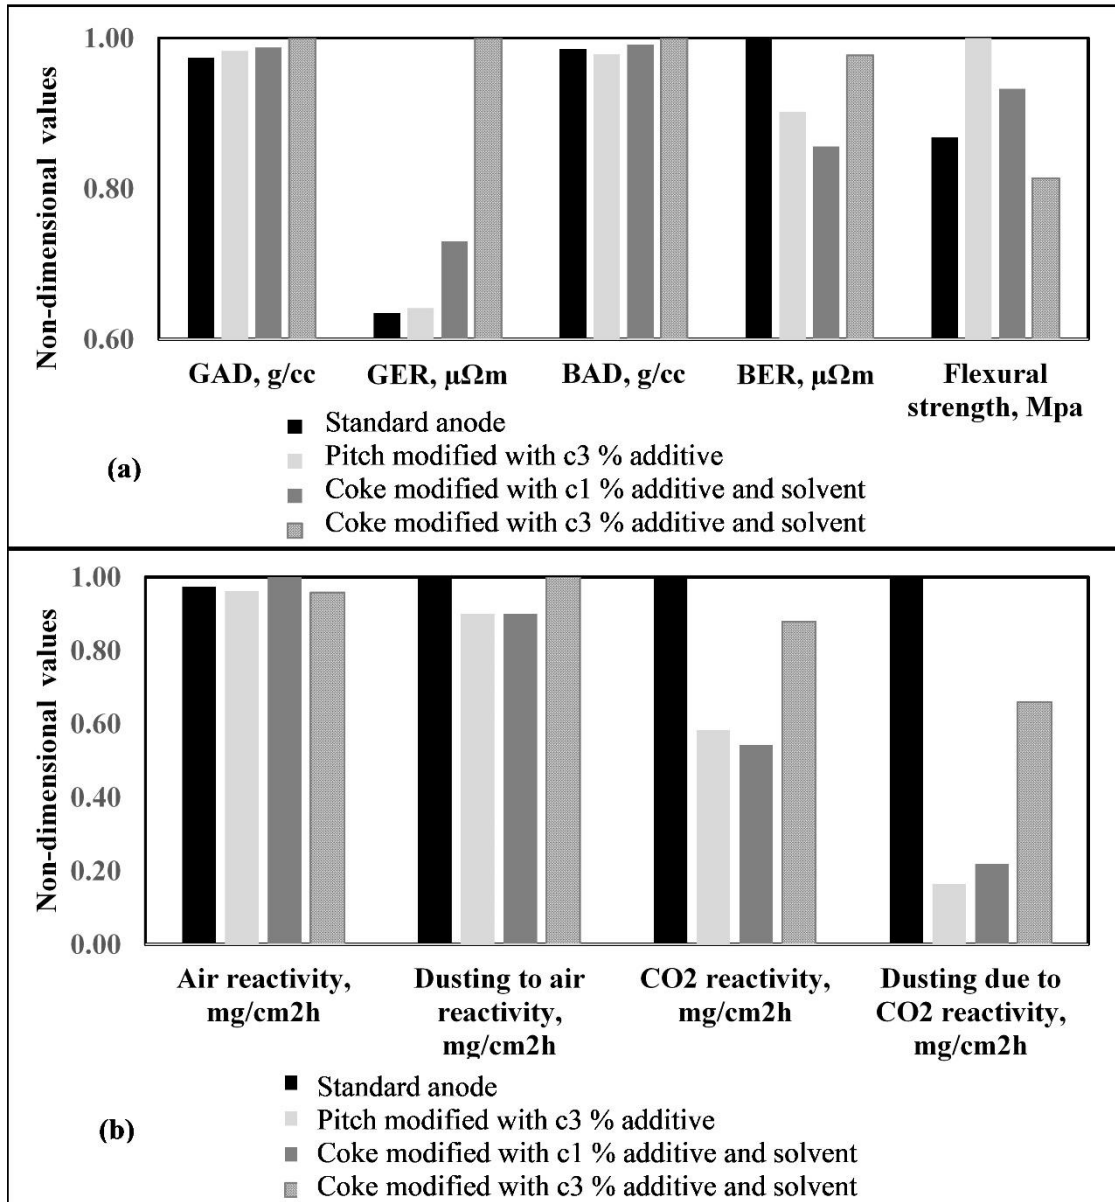 1.00
0.80
0.60
Non-dimensional values
GAD, g/cc
GER, μΩm
BAD, g/cc
BER, μΩm
Flexural
strength, Mpa
Standard anode
Pitch modified with c3 % additive
Coke modified with c1 % additive and solvent
Coke modified with c3 % additive and solvent
(a)
1.00
0.80
0.60
0.40
0.20
0.00
Non-dimensional values
Air reactivity,
mg/cm2h
Dusting to air
reactivity,
mg/cm2h
CO2 reactivity,
mg/cm2h
Dusting due to
CO2 reactivity,
mg/cm2h
Standard anode
Pitch modified with c3 % additive
Coke modified with c1 % additive and solvent
Coke modified with c3 % additive and solvent
(b)